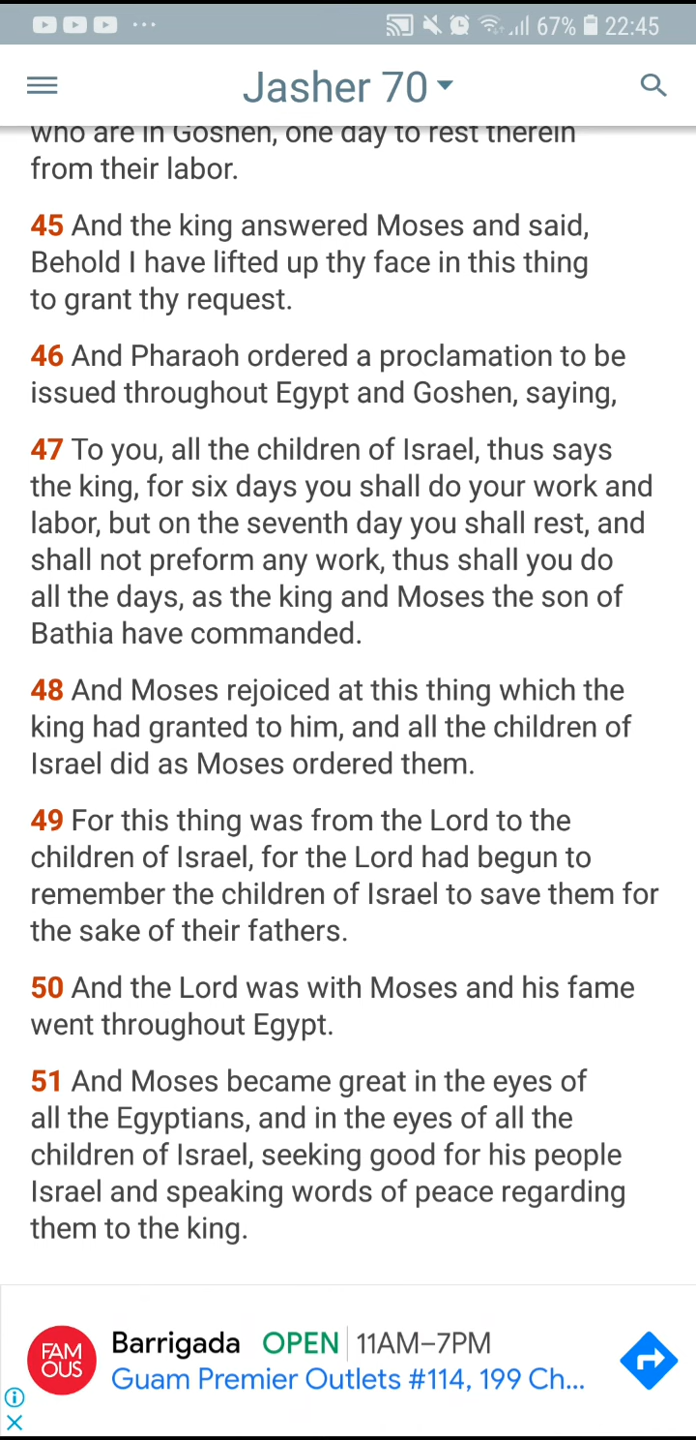 67% 22:45
Jasher 70
who are in Goshen, one day to rest therein
from their labor.
45 And the king answered Moses and said,
Behold I have lifted up thy face in this thing
to grant thy request.
46 And Pharaoh ordered a proclamation to be
issued throughout Egypt and Goshen, saying,
47 To you, all the children of Israel, thus says
the king, for six days you shall do your work and
labor, but on the seventh day you shall rest, and
shall not preform any work, thus shall you do
all the days, as the king and Moses the son of
Bathia have commanded.
48 And Moses rejoiced at this thing which the
king had granted to him, and all the children of
Israel did as Moses ordered them.
49 For this thing was from the Lord to the
children of Israel, for the Lord had begun to
remember the children of Israel to save them for
the sake of their fathers.
50 And the Lord was with Moses and his fame
went throughout Egypt.
51 And Moses became great in the eyes of
all the Egyptians, and in the eyes of all the
children of Israel, seeking good for his people
Israel and speaking words of peace regarding
them to the king.
FAM
OUS
Barrigada OPEN 11AM–7PM
Guam Premier Outlets #114, 199 Ch...